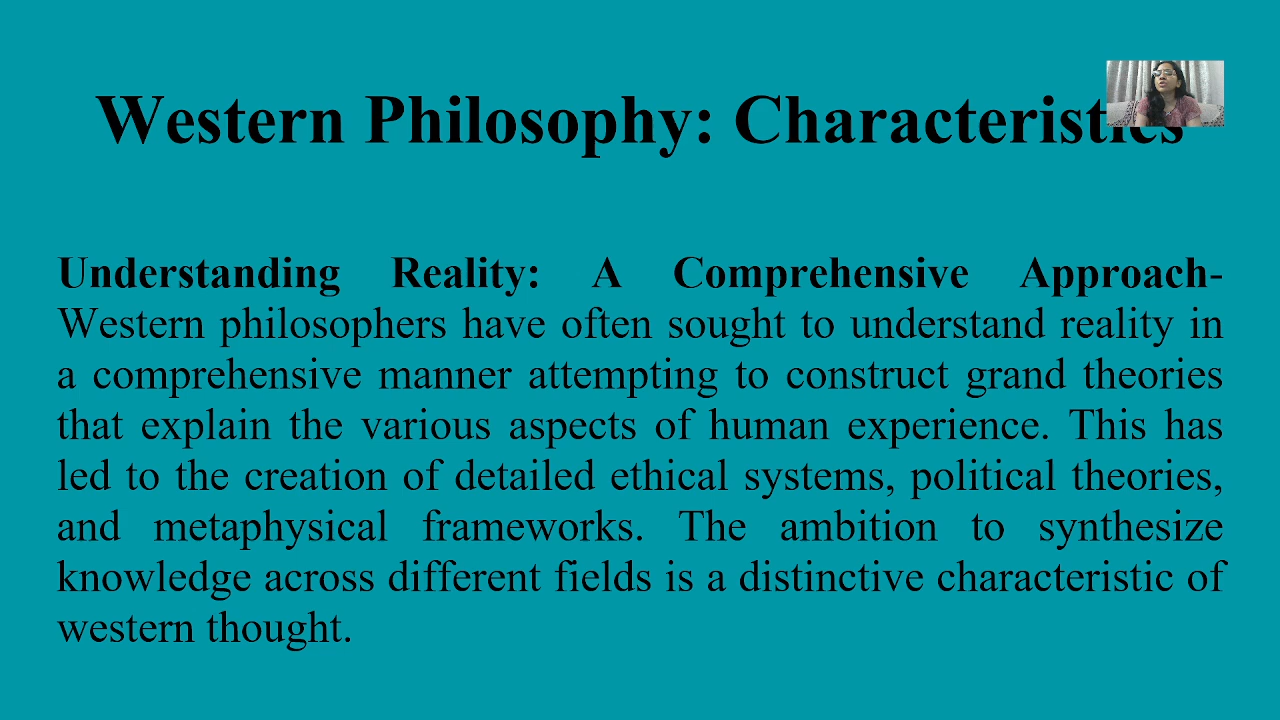 Western Philosophy: Characteristics
Understanding Reality: A Comprehensive Approach-
Western philosophers have often sought to understand reality in
a comprehensive manner attempting to construct grand theories
that explain the various aspects of human experience. This has
led to the creation of detailed ethical systems, political theories,
and metaphysical frameworks. The ambition to synthesize
knowledge across different fields is a distinctive characteristic of
western thought.